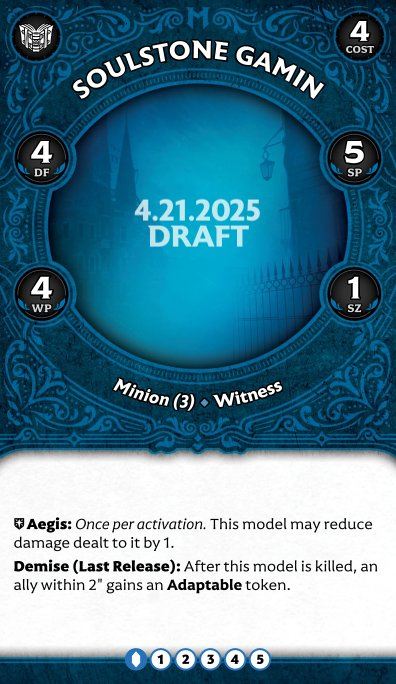 SOULSTONE GAMIN
4
COST
4
DF
5
SP
4.21.2025
DRAFT
4
WP
1
SZ
Minion (3) ◆ Witness
Aegis: Once per activation. This model may reduce
damage dealt to it by 1.
Demise (Last Release): After this model is killed, an
ally within 2" gains an Adaptable token.
1 2 3 4 5